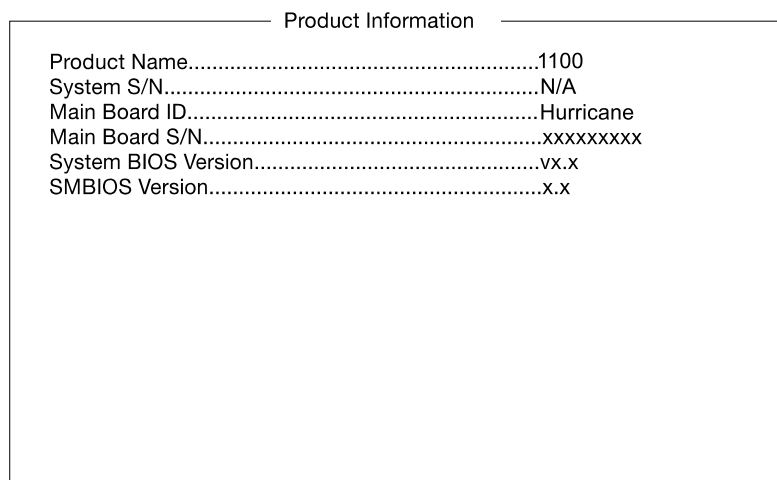 Product Information
Product Name..........................................................1100
System S/N..............................................................N/A
Main Board ID..........................................................Hurricane
Main Board S/N........................................................xxxxxxxxx
System BIOS Version................................................vx.x
SMBIOS Version.......................................................x.x